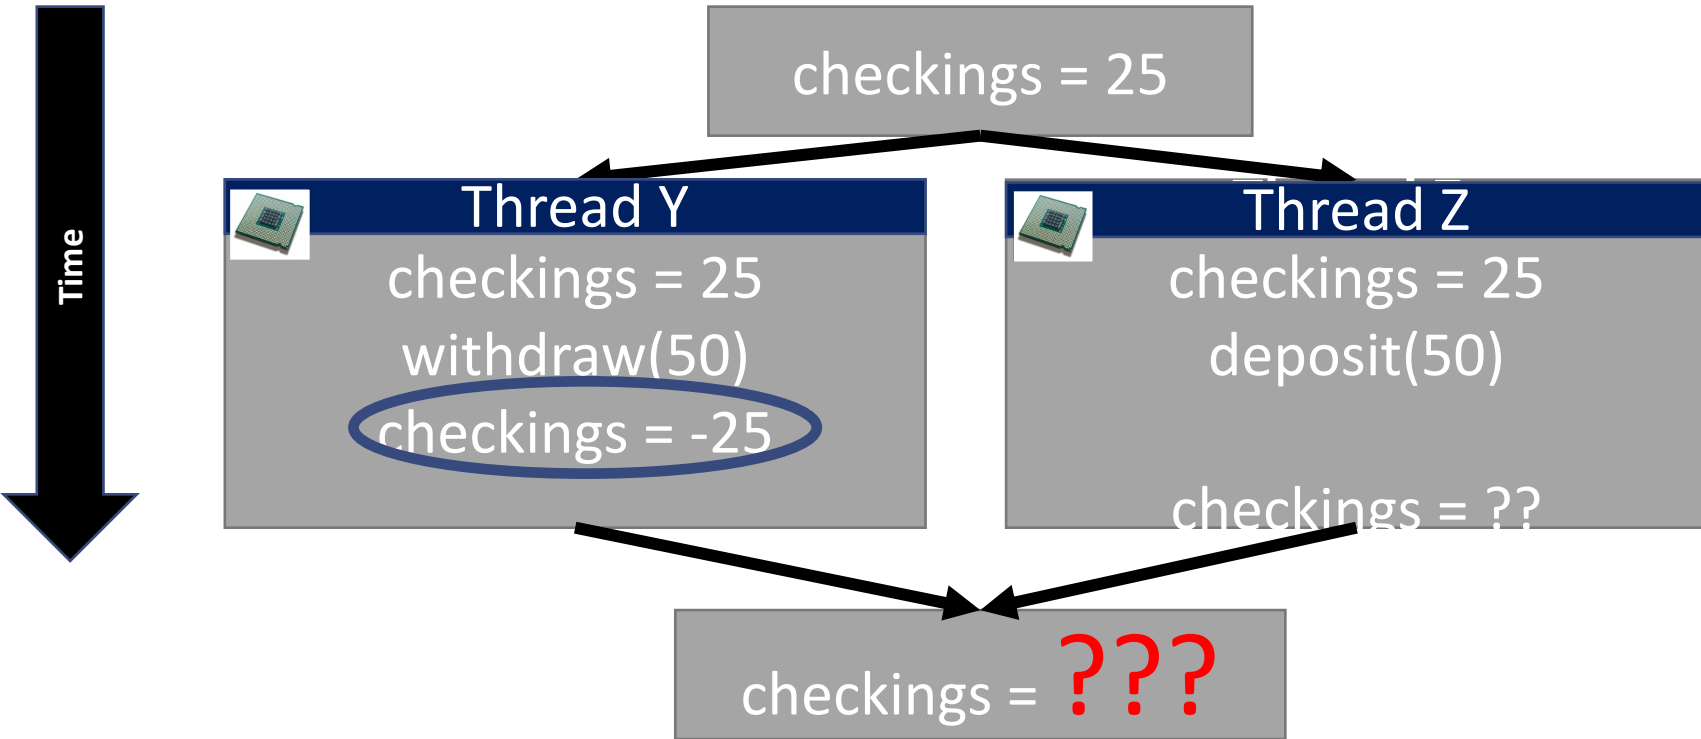 checkings = 25
Time
Thread Y
checkings = 25
withdraw(50)
checkings = -25
Thread Z
checkings = 25
deposit(50)
checkings = ??
checkings = ???